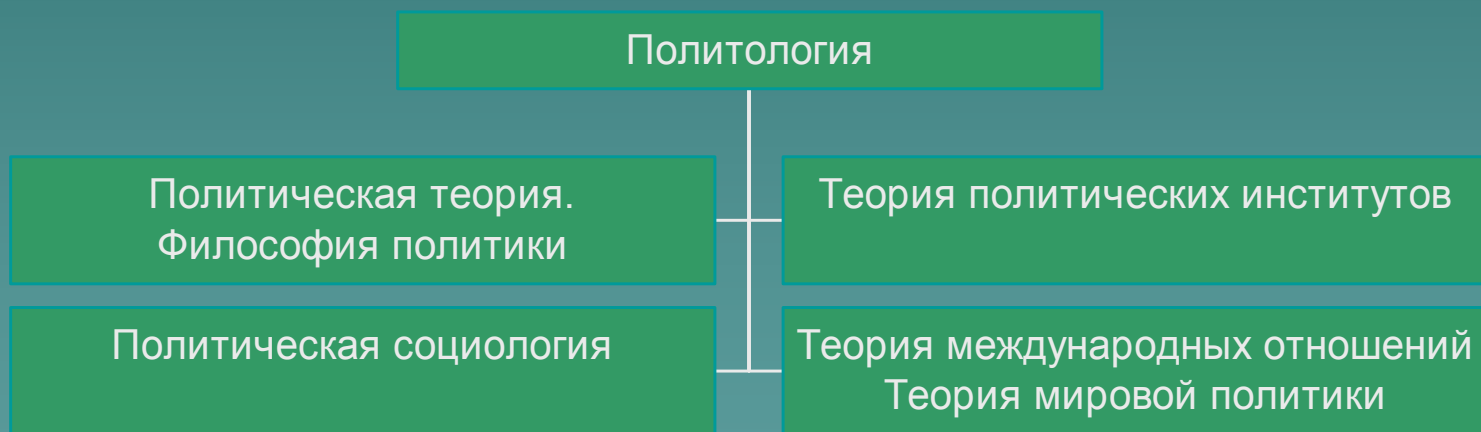 Политология
Политическая теория.
Философия политики
Теория политических институтов
Политическая социология
Теория международных отношений
Теория мировой политики